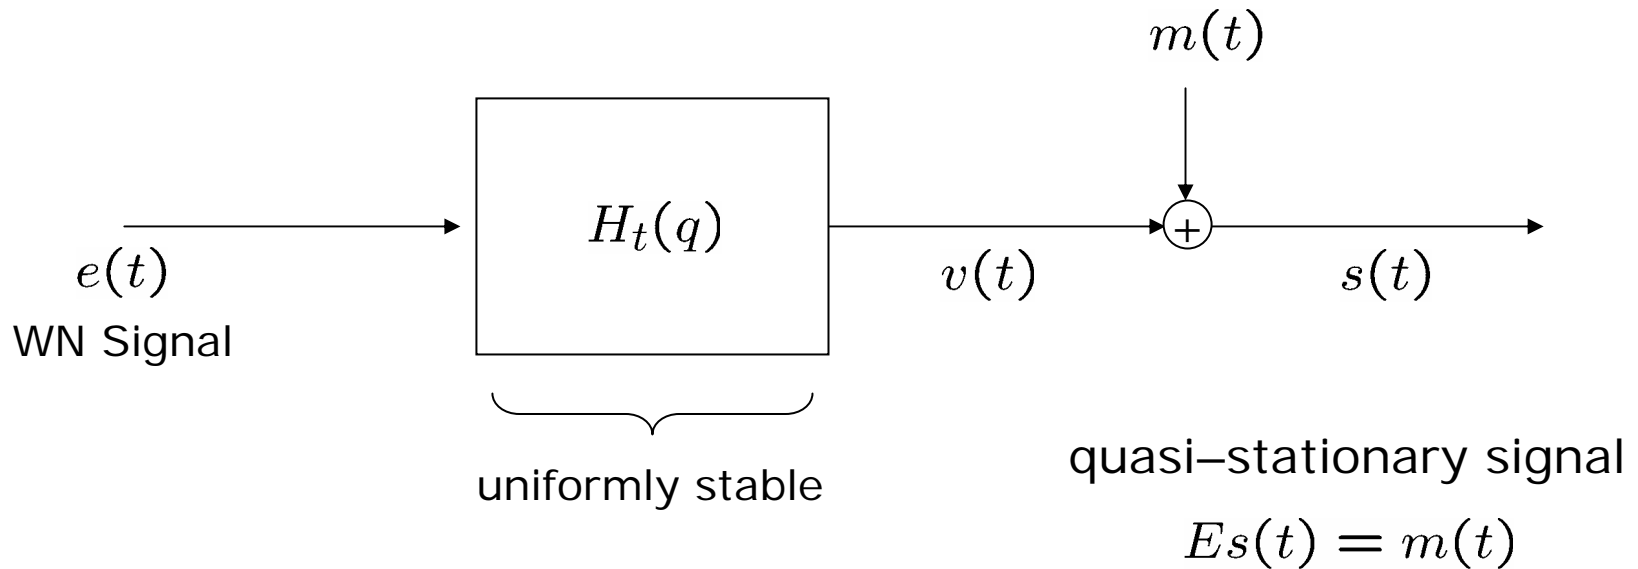 m(t)
H_t(q)
+
e(t)
v(t)
s(t)
WN Signal
uniformly stable
quasi–stationary signal
Es(t) = m(t)